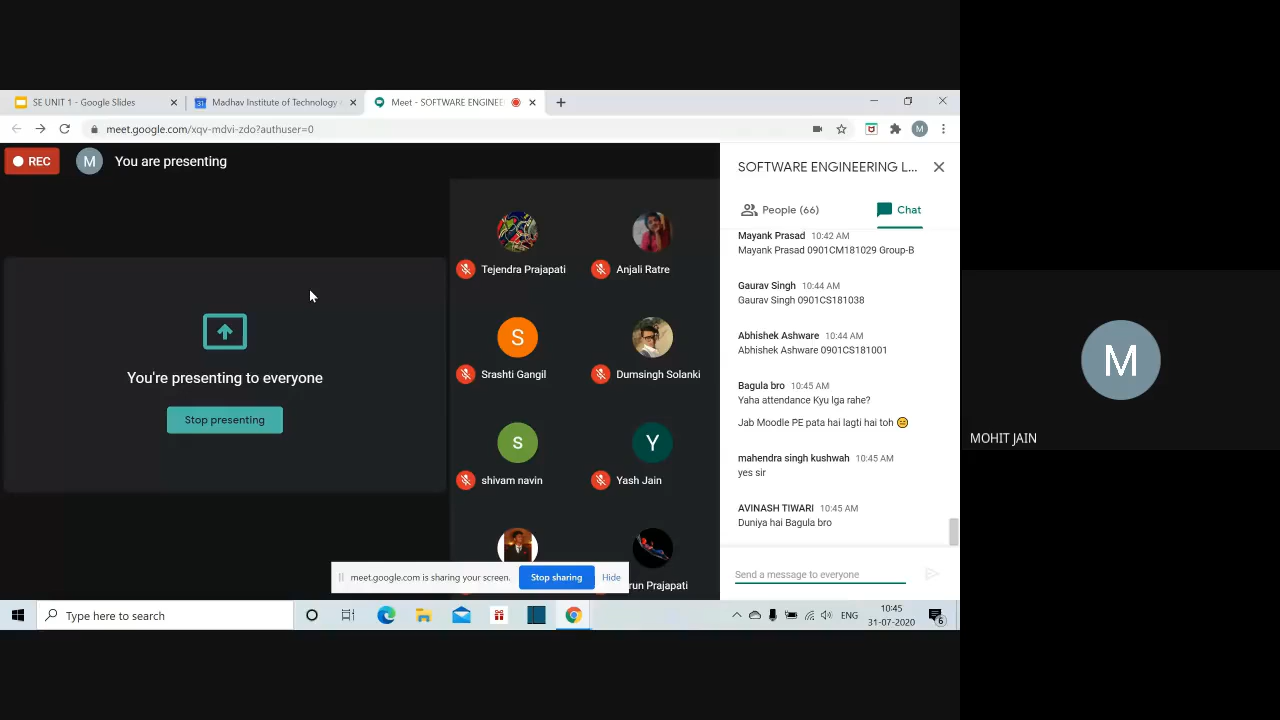 SE UNIT 1 - Google Slides
Madhav Institute of Technology
Meet - SOFTWARE ENGINEE
meet.google.com/xqv-mdvi-zdo?authuser=0
M
REC
M
You are presenting
You're presenting to everyone
Stop presenting
Tejendra Prajapati
Anjali Ratre
S
Srashti Gangil
Dumsingh Solanki
s
shivam navin
Y
Yash Jain
run Prajapati
meet.google.com is sharing your screen.
Stop sharing
Hide
SOFTWARE ENGINEERING L...
People (66)
Chat
Mayank Prasad 10:42 AM
Mayank Prasad 0901CM181029 Group-B
Gaurav Singh 10:44 AM
Gaurav Singh 0901CS181038
Abhishek Ashware 10:44 AM
Abhishek Ashware 0901CS181001
Bagula bro 10:45 AM
Yaha attendance Kyu lga rahe?
Jab Moodle PE pata hai lagti hai toh 😑
mahendra singh kushwah 10:45 AM
yes sir
AVINASH TIWARI 10:45 AM
Duniya hai Bagula bro
Send a message to everyone
Type here to search
ENG
10:45
31-07-2020
6
M
MOHIT JAIN